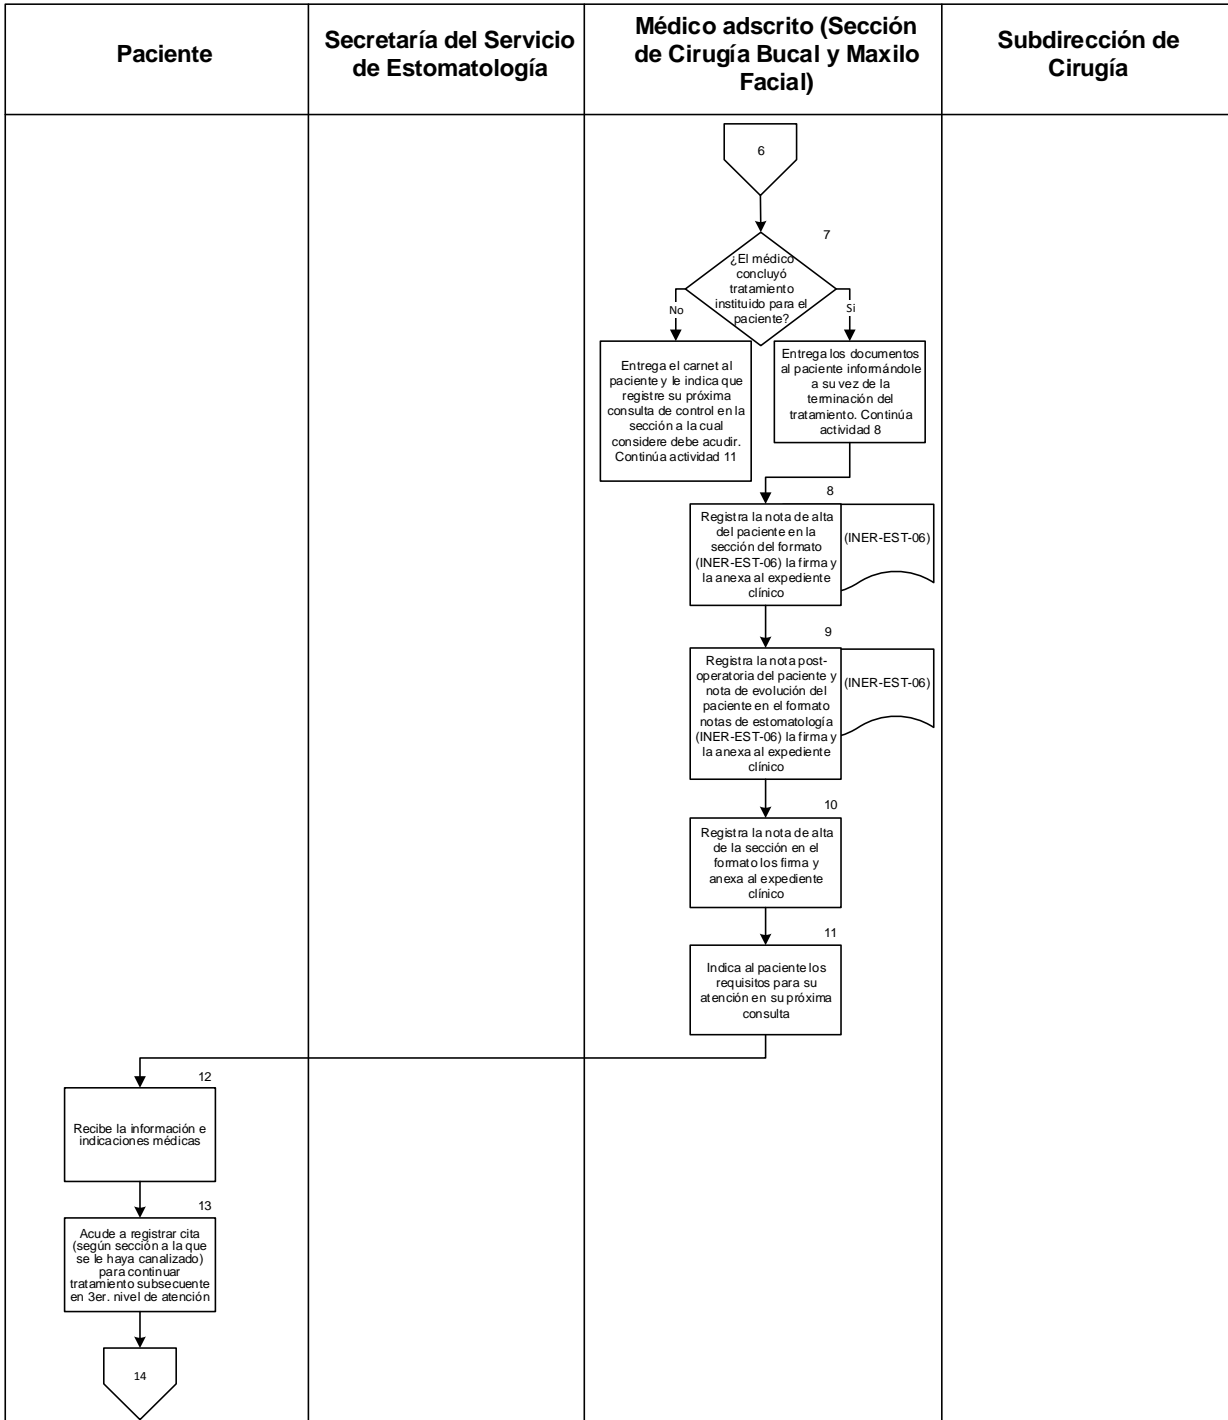 Paciente
Secretaría del Servicio
de Estomatología
Médico adscrito (Sección
de Cirugía Bucal y Maxilo
Facial)
Subdirección de
Cirugía
6
7
¿El médico
concluyó
tratamiento
instituido para el
paciente?
No
Si
Entrega el carnet al
paciente y le indica que
registre su próxima
consulta de control en la
sección a la cual
considere debe acudir.
Continúa actividad 11
Entrega los documentos
al paciente informándole
a su vez de la
terminación del
tratamiento. Continúa
actividad 8
8
Registra la nota de alta
del paciente en la
sección del formato
(INER-EST-06) la firma y
la anexa al expediente
clínico
(INER-EST-06)
9
Registra la nota post-
operatoria del paciente y
nota de evolución del
paciente en el formato
notas de estomatología
(INER-EST-06) la firma y
la anexa al expediente
clínico
(INER-EST-06)
10
Registra la nota de alta
de la sección en el
formato los firma y
anexa al expediente
clínico
11
Indica al paciente los
requisitos para su
atención en su próxima
consulta
12
Recibe la información e
indicaciones médicas
13
Acude a registrar cita
(según sección a la que
se le haya canalizado)
para continuar
tratamiento subsecuente
en 3er. nivel de atención
14